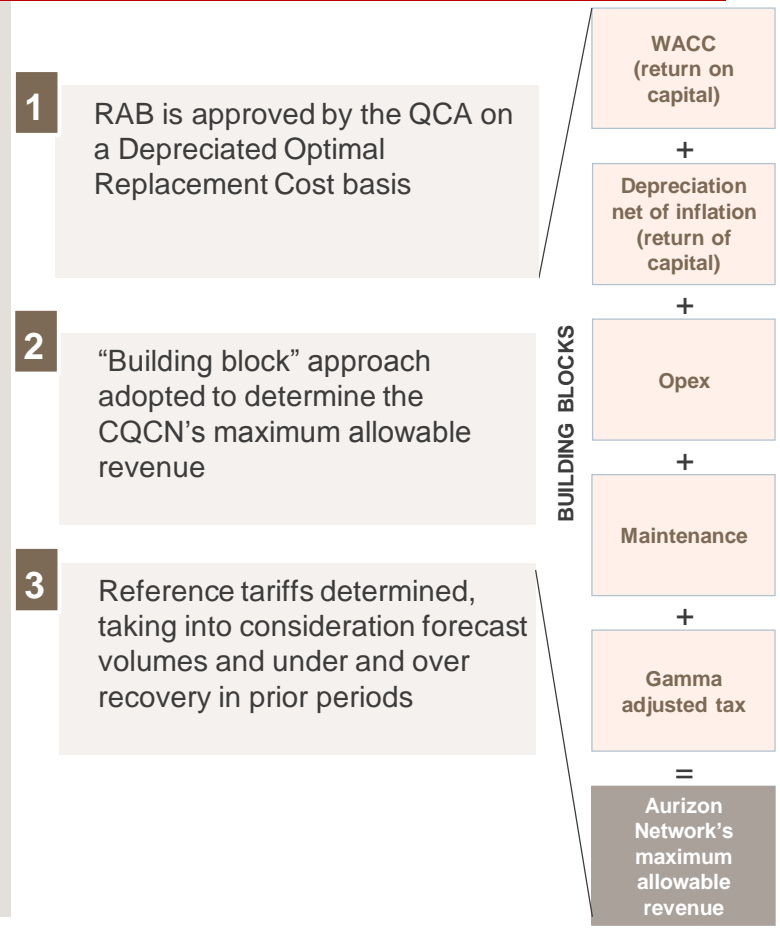 1
RAB is approved by the QCA on
a Depreciated Optimal
Replacement Cost basis
2
“Building block” approach
adopted to determine the
CQCN’s maximum allowable
revenue
3
Reference tariffs determined,
taking into consideration forecast
volumes and under and over
recovery in prior periods
BUILDING BLOCKS
WACC
(return on
capital)
+
Depreciation
net of inflation
(return of
capital)
+
Opex
+
Maintenance
+
Gamma
adjusted tax
=
Aurizon
Network’s
maximum
allowable
revenue